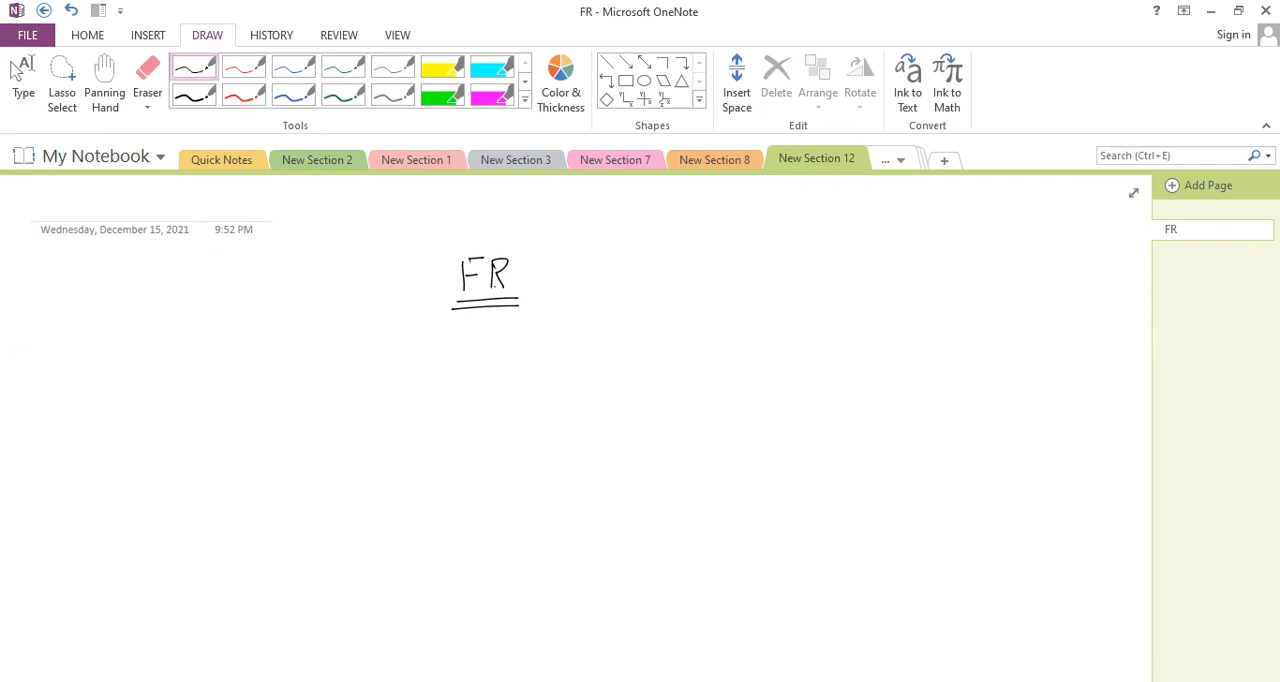 FR - Microsoft OneNote
?
Sign in
FILE HOME INSERT DRAW HISTORY REVIEW VIEW
Type
Lasso Select
Panning Hand
Eraser
Color & Thickness
Insert Space
Delete
Arrange
Rotate
Ink to Text
Ink to Math
Tools
Shapes
Edit
Convert
My Notebook
Quick Notes New Section 2 New Section 1 New Section 3 New Section 7 New Section 8 New Section 12 ...
Search (Ctrl+E)
Add Page
FR
Wednesday, December 15, 2021 9:52 PM
FR